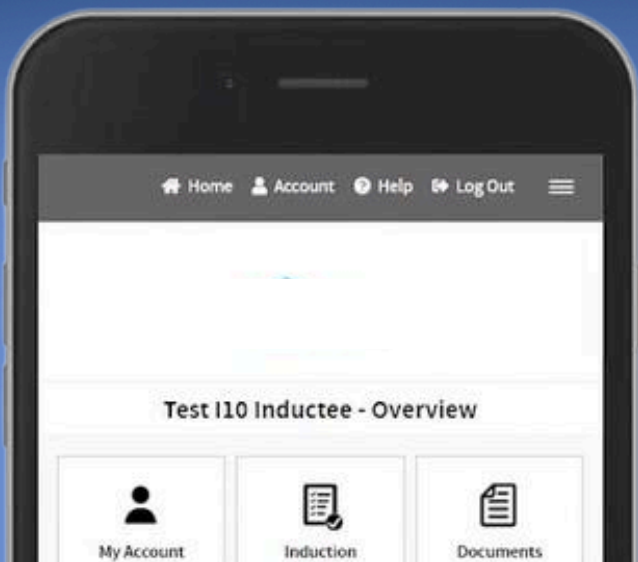 Home Account Help Log Out
Test I10 Inductee - Overview
My Account Induction Documents